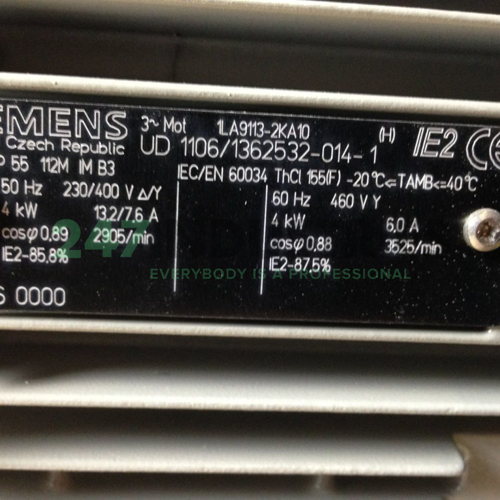 EMENS 3~ Mot 1LA9113-2KA10 (H) IE2 CE
Czech Republic UD 1106/1362532-014-1
P 55 112M IM B3 IEC/EN 60034 ThCl 155(F) -20°C<=TAMB<=40°C
50 Hz 230/400 V Δ/Y 60 Hz 460 V Y
4 kW 13.2/7.6 A 4 kW 6,0 A
cosφ 0,89 2905/min cosφ 0,88 3525/min
IE2-85,8% IE2-87,5%
S 0000
247
EVERYBODY IS A PROFESSIONAL